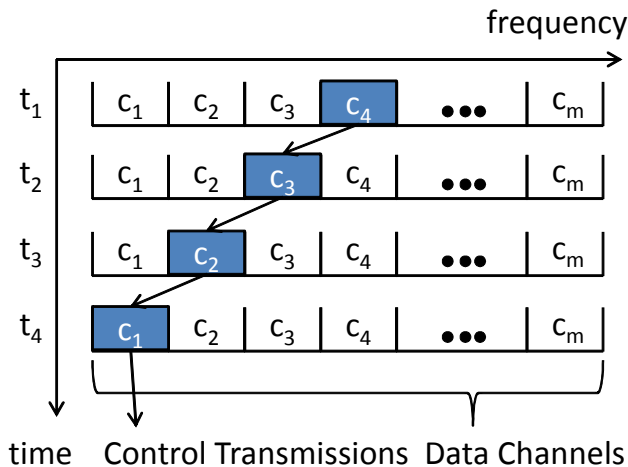 frequency
t₁ c₁ c₂ c₃ c₄ ••• cₘ
t₂ c₁ c₂ c₃ c₄ ••• cₘ
t₃ c₁ c₂ c₃ c₄ ••• cₘ
t₄ c₁ c₂ c₃ c₄ ••• cₘ
time Control Transmissions Data Channels